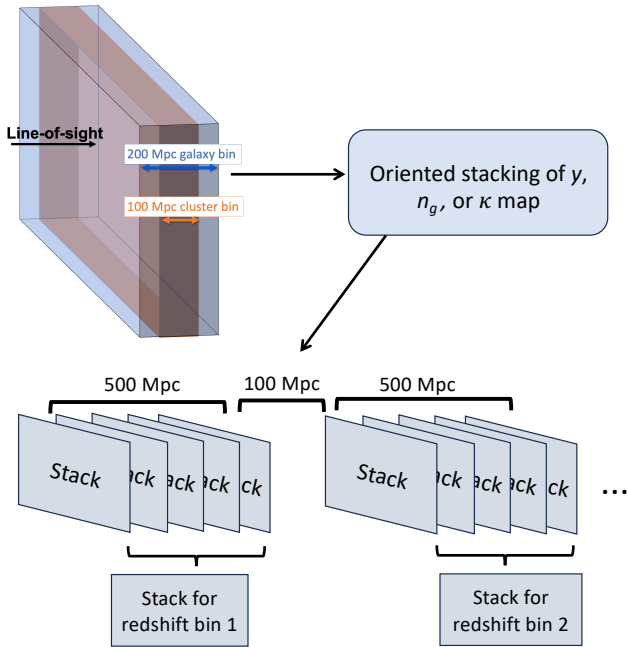 Line-of-sight
200 Mpc galaxy bin
100 Mpc cluster bin
Oriented stacking of y,
n_g, or κ map
500 Mpc
100 Mpc
500 Mpc
Stack
ack
ack
ack
ck
Stack
ack
ack
ack
ck
...
Stack for
redshift bin 1
Stack for
redshift bin 2